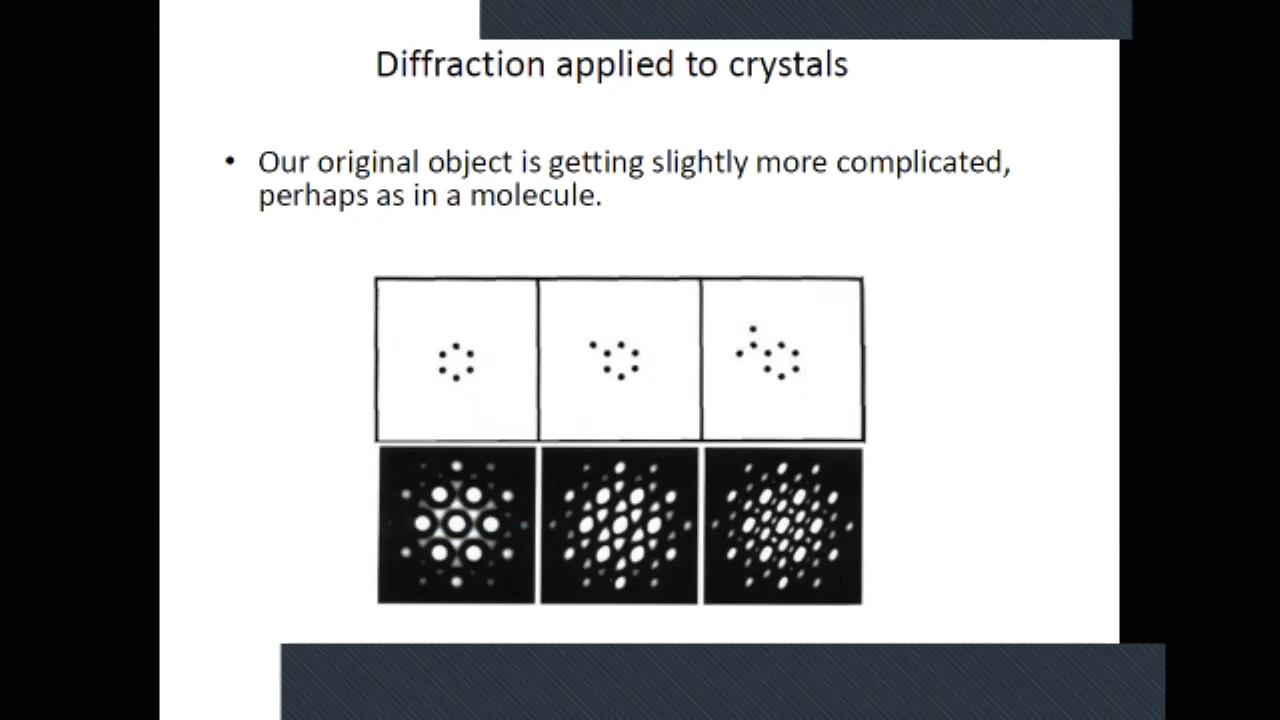 Diffraction applied to crystals
• Our original object is getting slightly more complicated,
perhaps as in a molecule.